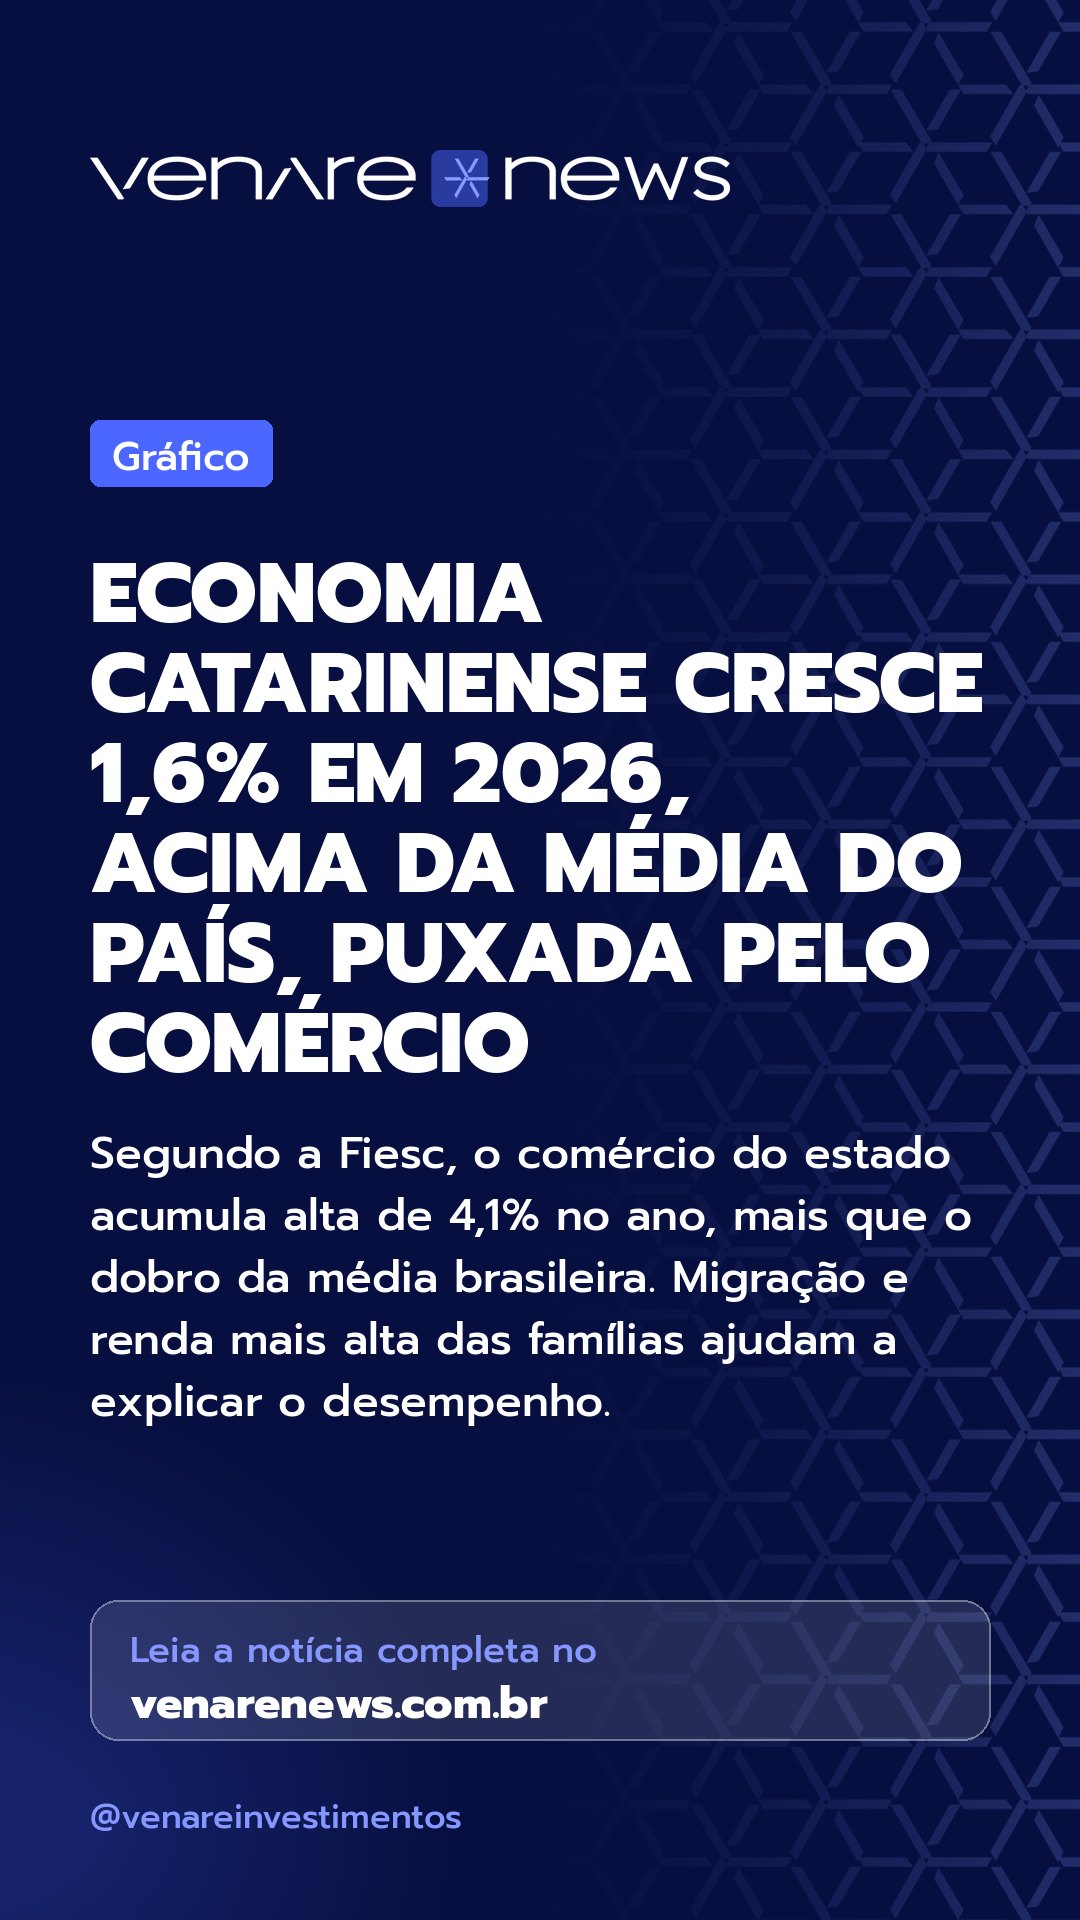 venare news
Gráfico
ECONOMIA
CATARINENSE CRESCE
1,6% EM 2026,
ACIMA DA MÉDIA DO
PAÍS, PUXADA PELO
COMÉRCIO
Segundo a Fiesc, o comércio do estado
acumula alta de 4,1% no ano, mais que o
dobro da média brasileira. Migração e
renda mais alta das famílias ajudam a
explicar o desempenho.
Leia a notícia completa no
venarenews.com.br
@venareinvestimentos